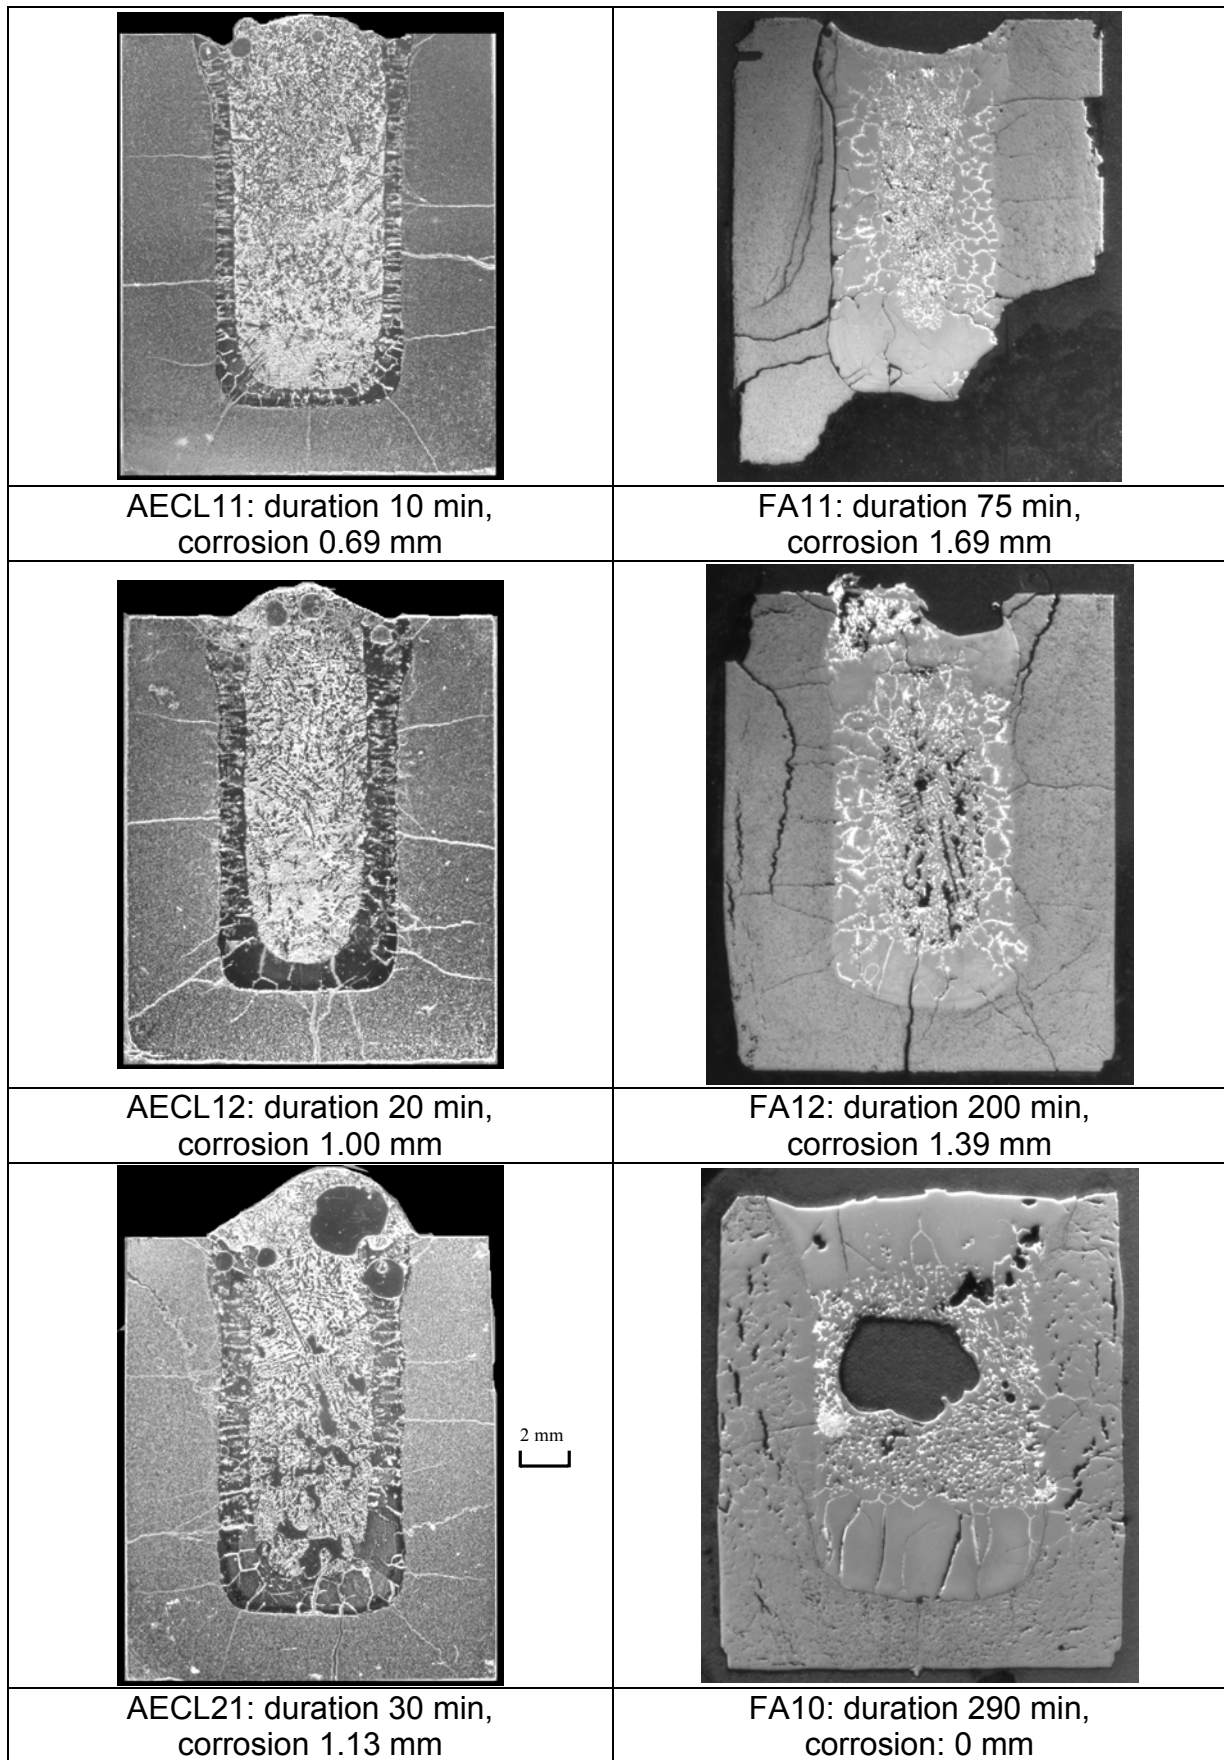 AECL11: duration 10 min,
corrosion 0.69 mm
FA11: duration 75 min,
corrosion 1.69 mm
AECL12: duration 20 min,
corrosion 1.00 mm
FA12: duration 200 min,
corrosion 1.39 mm
2 mm
AECL21: duration 30 min,
corrosion 1.13 mm
FA10: duration 290 min,
corrosion: 0 mm